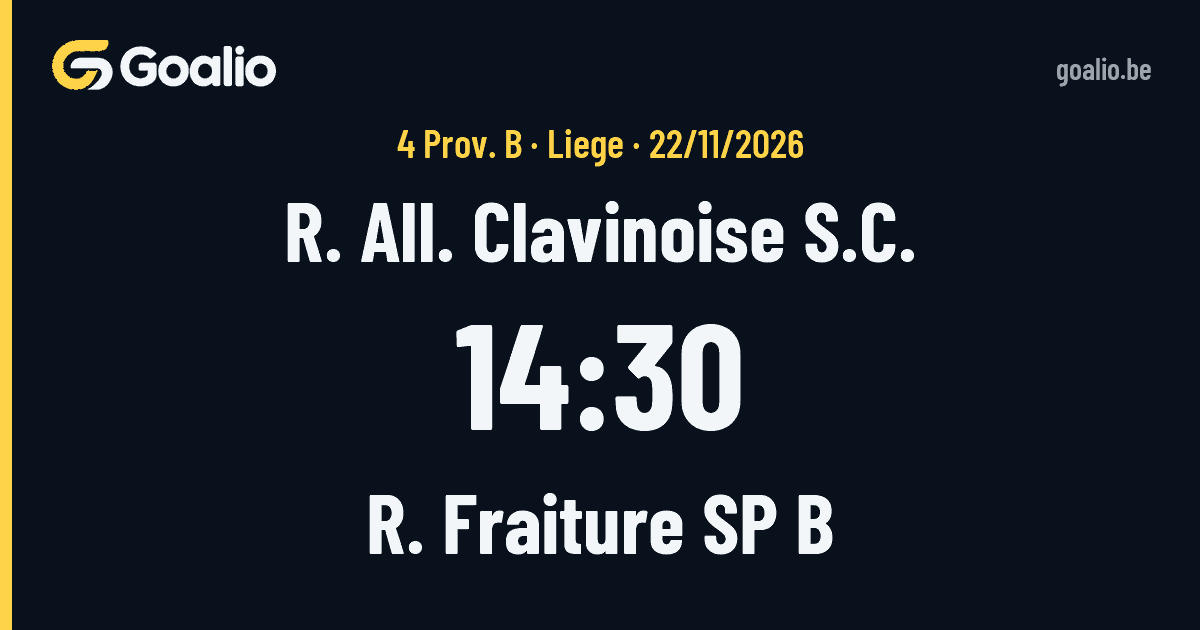 Goalio
goalio.be
4 Prov. B · Liege · 22/11/2026
R. All. Clavinoise S.C.
14:30
R. Fraiture SP B